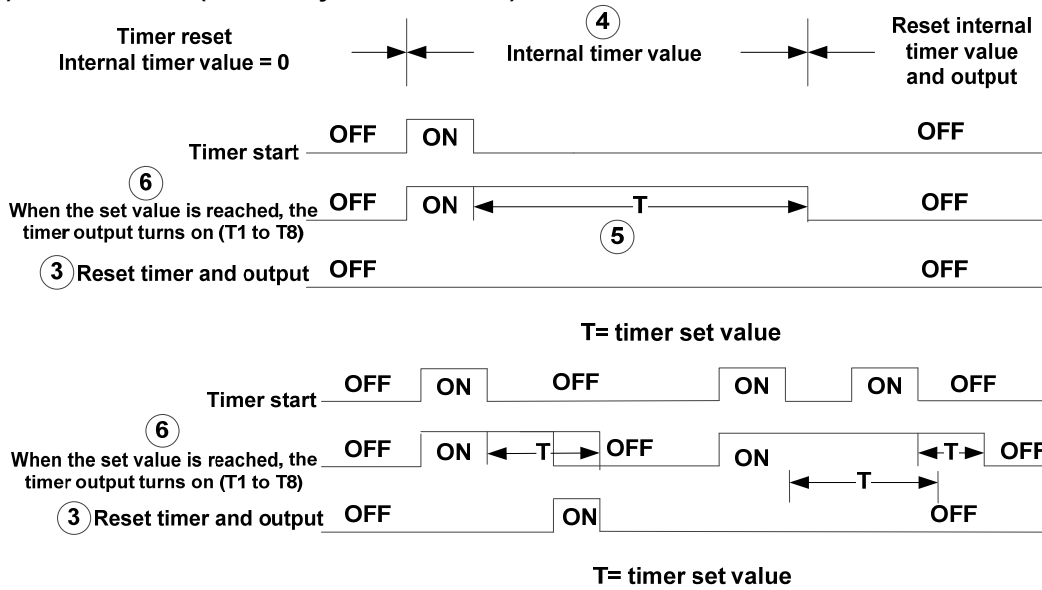 ④
Timer reset
Internal timer value = 0
Internal timer value
Reset internal
timer value
and output
Timer start
OFF
ON
OFF
⑥
When the set value is reached, the
timer output turns on (T1 to T8)
OFF
ON
T
OFF
⑤
③ Reset timer and output
OFF
OFF
T= timer set value
Timer start
OFF
ON
OFF
ON
ON
OFF
⑥
When the set value is reached, the
timer output turns on (T1 to T8)
OFF
ON
T
OFF
ON
T
OFF
T
③ Reset timer and output
OFF
ON
OFF
T= timer set value